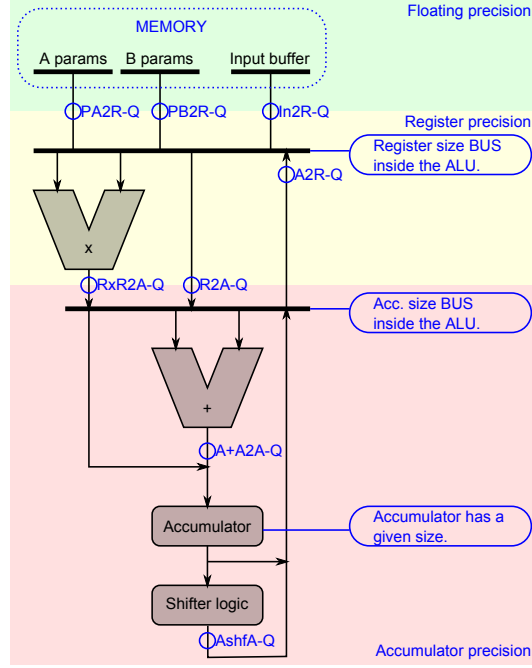 Floating precision
MEMORY
A params
B params
Input buffer
PA2R-Q
PB2R-Q
In2R-Q
Register precision
Register size BUS
inside the ALU.
A2R-Q
x
RxR2A-Q
R2A-Q
Acc. size BUS
inside the ALU.
+
A+A2A-Q
Accumulator
Accumulator has a
given size.
Shifter logic
AshfA-Q
Accumulator precision